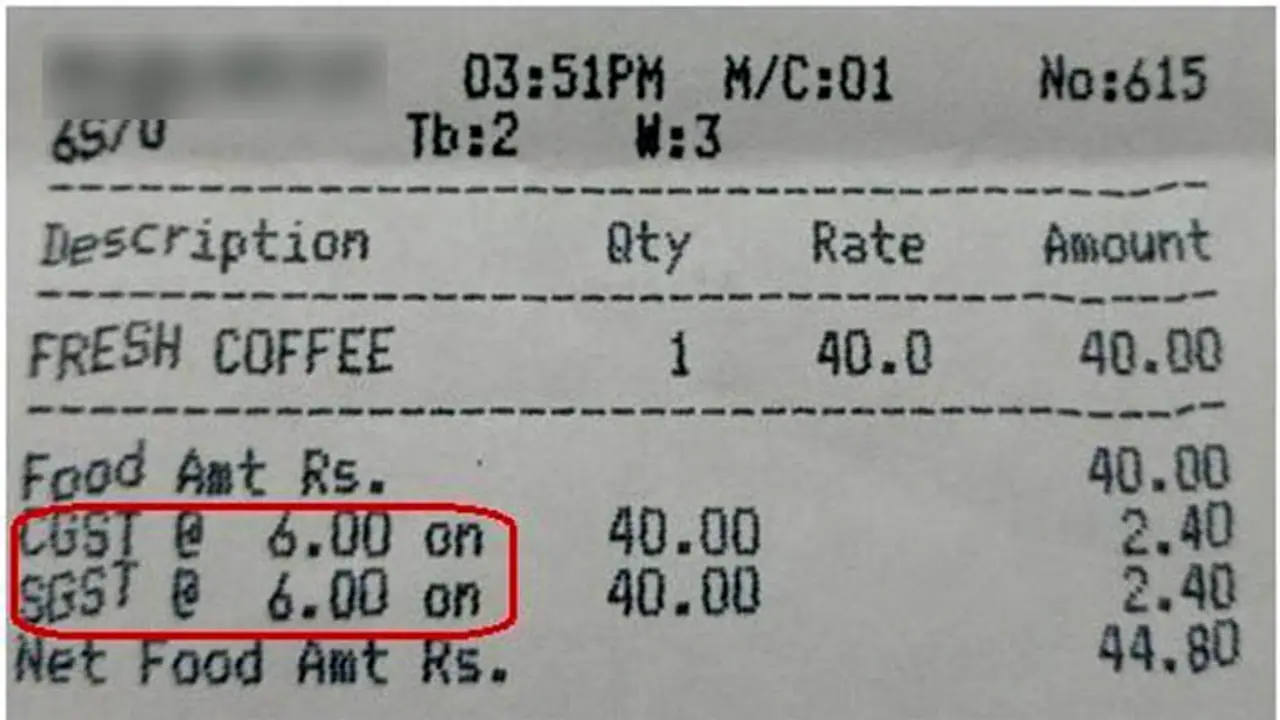 03:51PM M/C:01 No:615
Tb:2 W:3
Description Qty Rate Amount
FRESH COFFEE 1 40.0 40.00
Food Amt Rs. 40.00
CGST @ 6.00 on 40.00 2.40
SGST @ 6.00 on 40.00 2.40
Net Food Amt Rs. 44.80